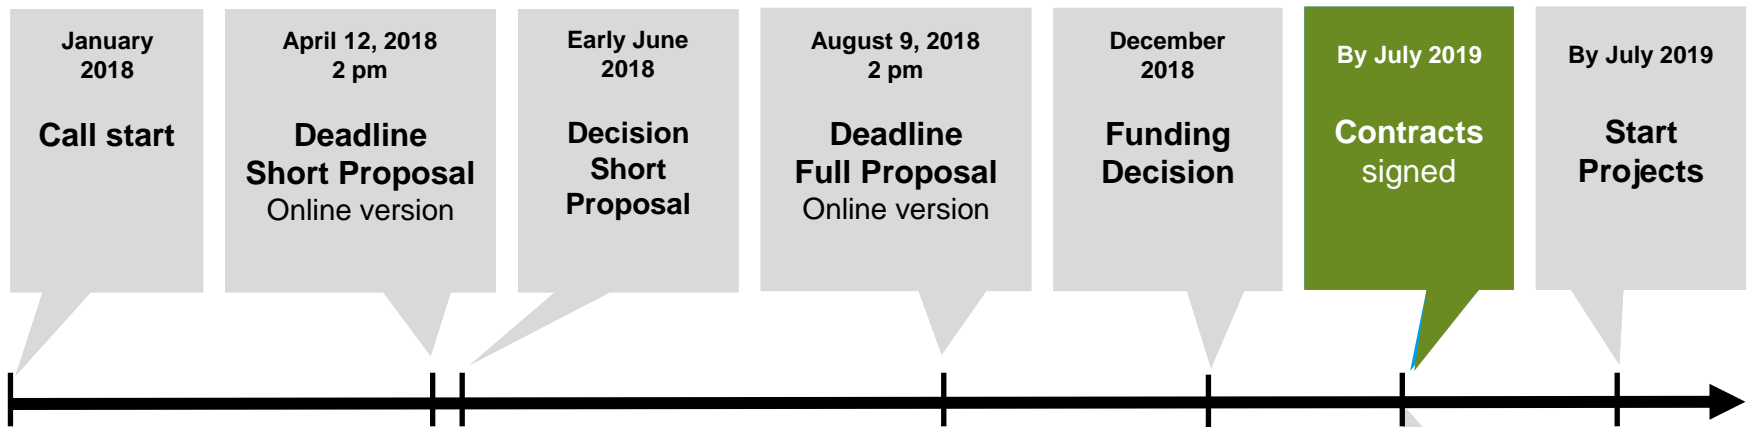 January
2018
Call start
April 12, 2018
2 pm
Deadline
Short Proposal
Online version
Early June
2018
Decision
Short
Proposal
August 9, 2018
2 pm
Deadline
Full Proposal
Online version
December
2018
Funding
Decision
By July 2019
Contracts
signed
By July 2019
Start
Projects